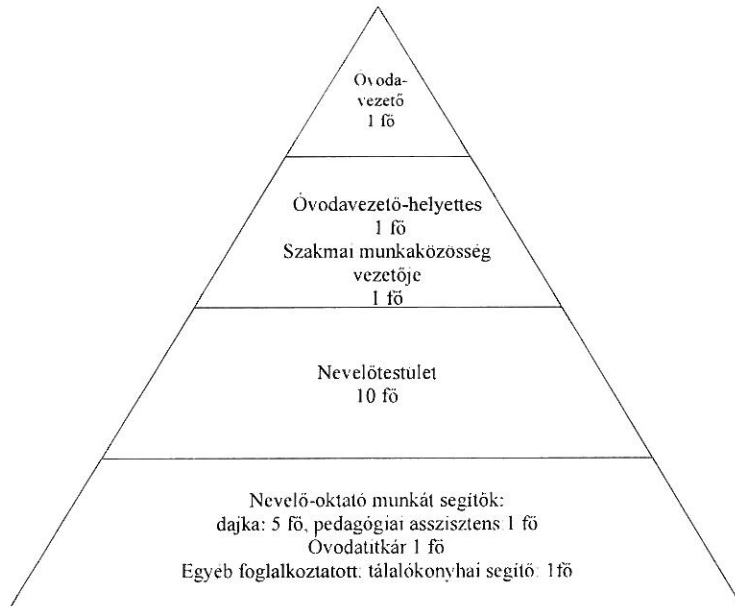 Óvoda-
vezető
1 fő
Óvodavezető-helyettes
1 fő
Szakmai munkaközösség
vezetője
1 fő
Nevelőtestület
10 fő
Nevelő-oktató munkát segítők:
dajka: 5 fő, pedagógiai asszisztens 1 fő
Óvodatitkár 1 fő
Egyéb foglalkoztatott: tálalókonyhai segítő: 1fő